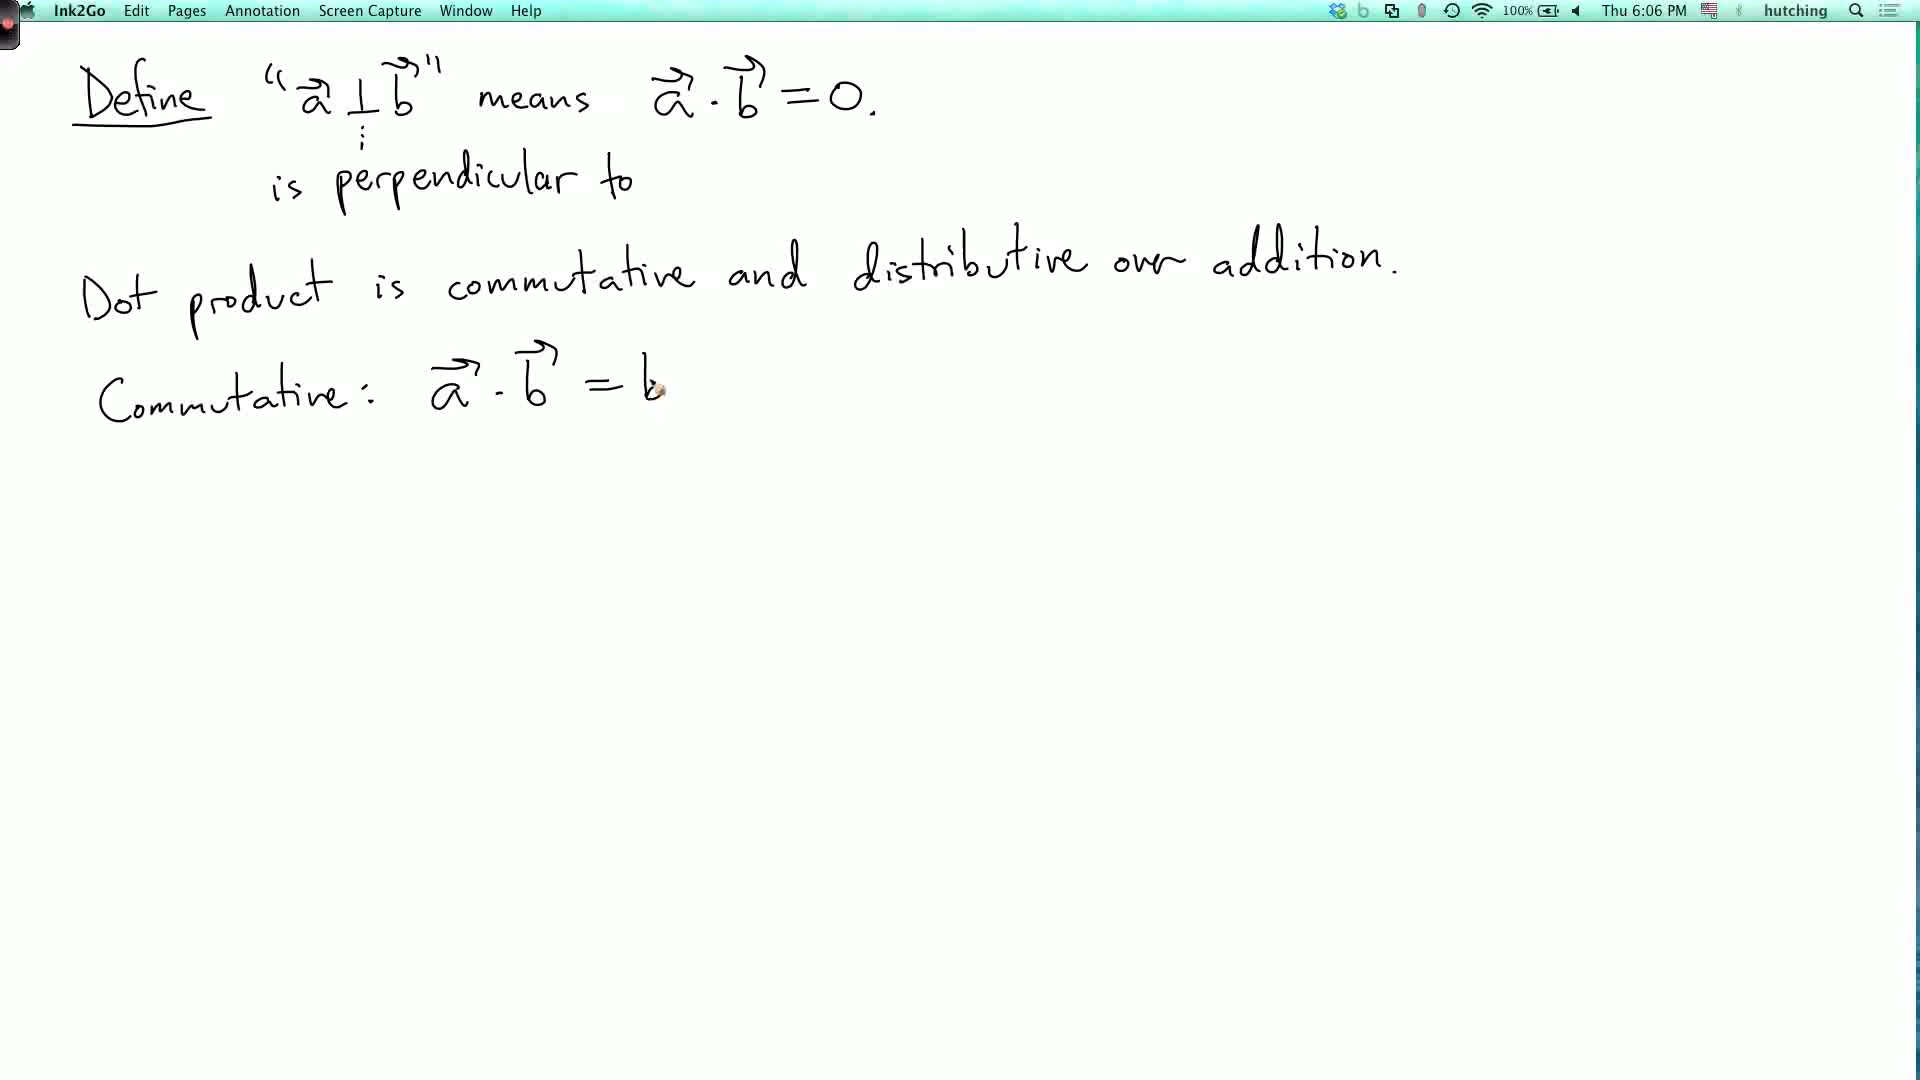 Ink2Go Edit Pages Annotation Screen Capture Window Help 100% Thu 6:06 PM hutching
Define "a⃗ ⊥ b⃗" means a⃗ · b⃗ = 0.
is perpendicular to
Dot product is commutative and distributive over addition.
Commutative: a⃗ · b⃗ = b